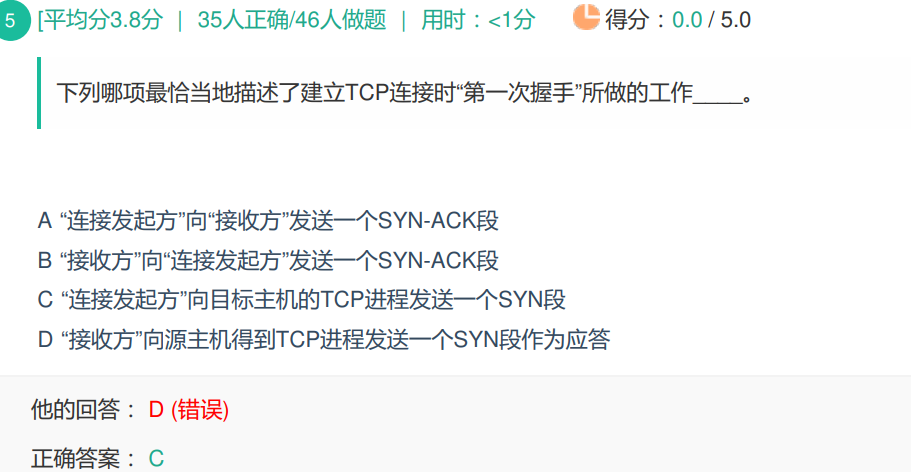 5 [平均分3.8分 | 35人正确/46人做题 | 用时：<1分 得分：0.0 / 5.0
下列哪项最恰当地描述了建立TCP连接时“第一次握手”所做的工作____。
A “连接发起方”向“接收方”发送一个SYN-ACK段
B “接收方”向“连接发起方”发送一个SYN-ACK段
C “连接发起方”向目标主机的TCP进程发送一个SYN段
D “接收方”向源主机得到TCP进程发送一个SYN段作为应答
他的回答： D (错误)
正确答案： C